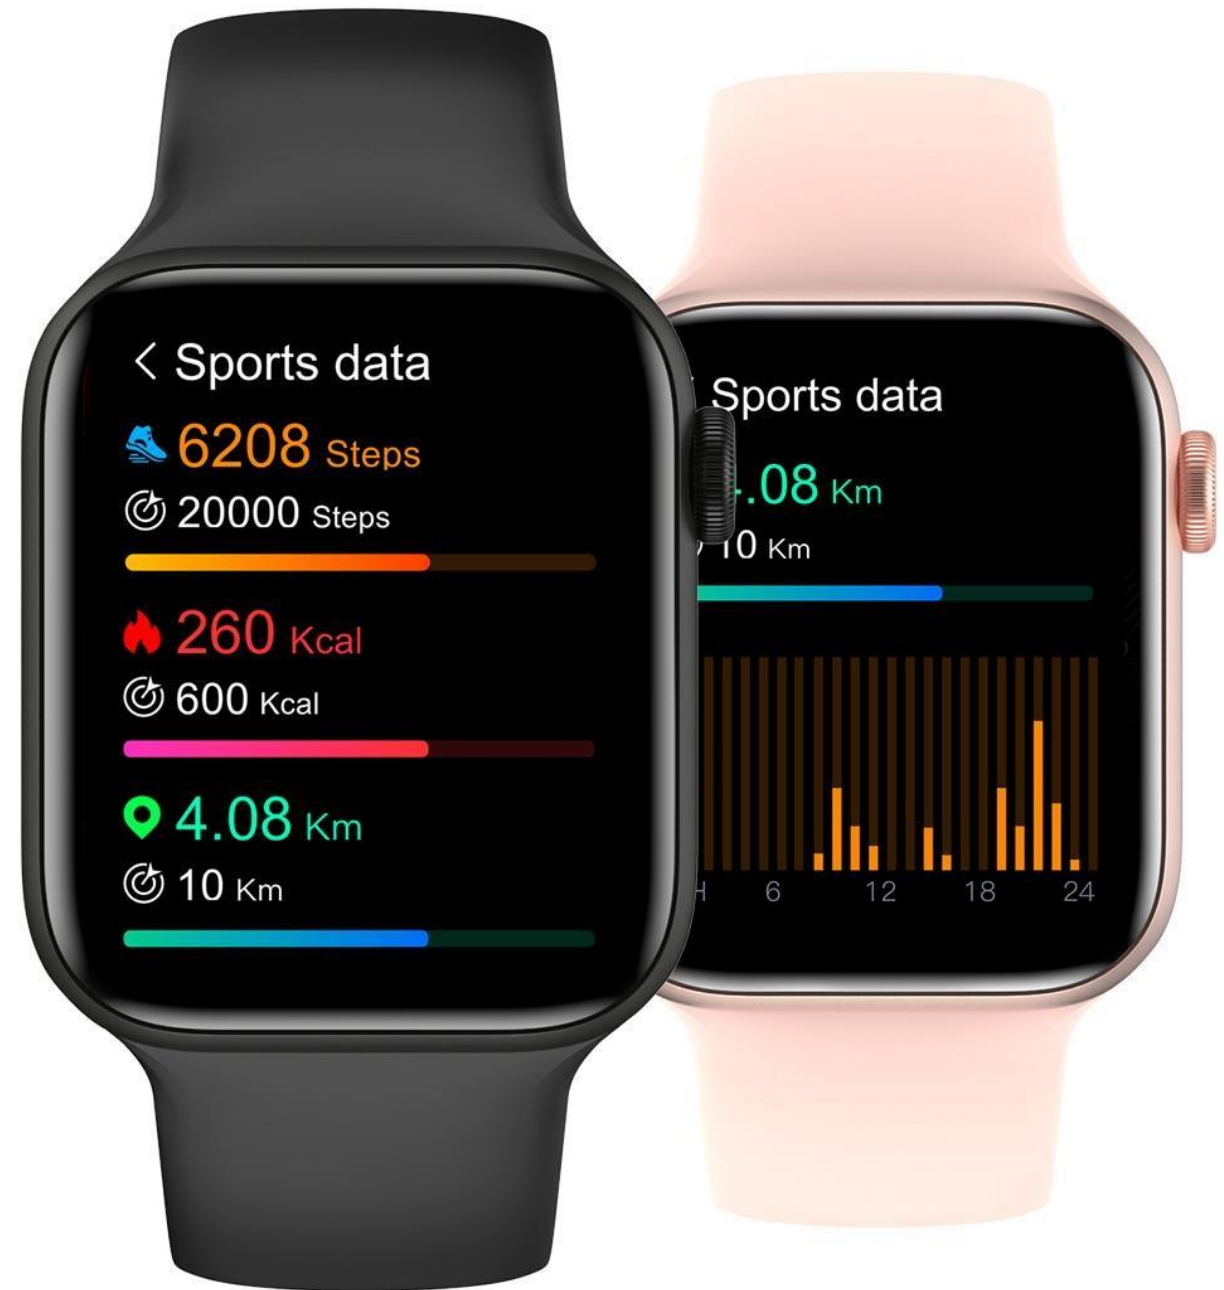 Sports data
6208 Steps
20000 Steps
260 Kcal
600 Kcal
4.08 Km
10 Km
Sports data
.08 Km
10 Km
H 6 12 18 24